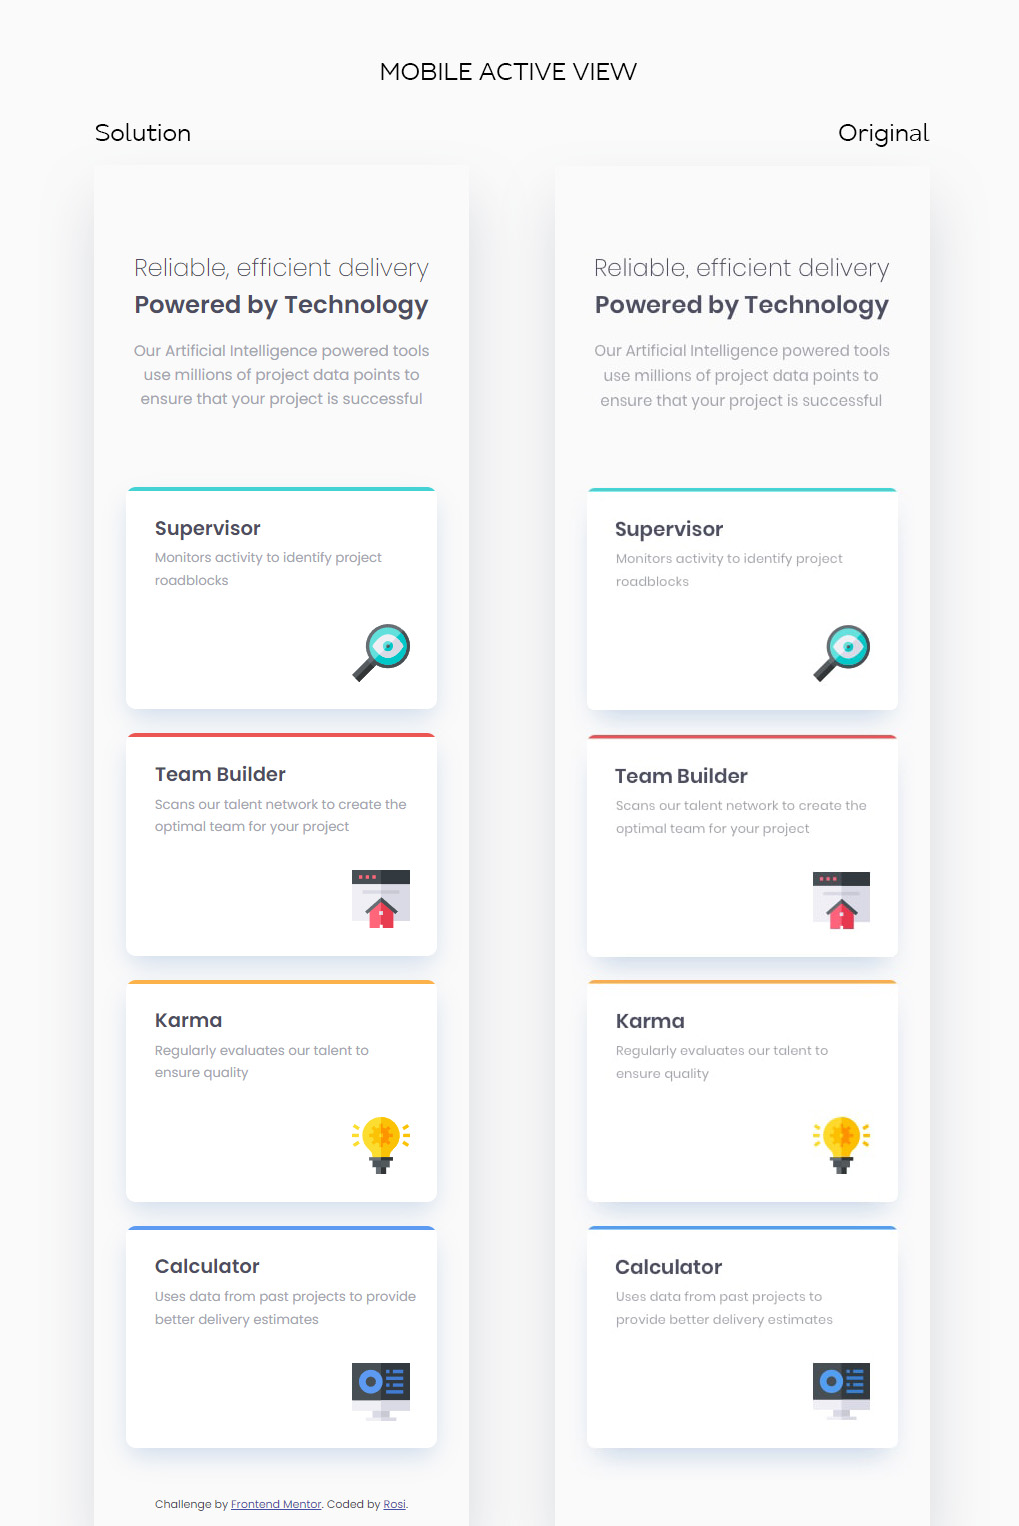 MOBILE ACTIVE VIEW
Solution
Original
Reliable, efficient delivery
Powered by Technology
Our Artificial Intelligence powered tools
use millions of project data points to
ensure that your project is successful
Supervisor
Monitors activity to identify project
roadblocks
Team Builder
Scans our talent network to create the
optimal team for your project
Karma
Regularly evaluates our talent to
ensure quality
Calculator
Uses data from past projects to provide
better delivery estimates
Challenge by Frontend Mentor. Coded by Rosi.
Reliable, efficient delivery
Powered by Technology
Our Artificial Intelligence powered tools
use millions of project data points to
ensure that your project is successful
Supervisor
Monitors activity to identify project
roadblocks
Team Builder
Scans our talent network to create the
optimal team for your project
Karma
Regularly evaluates our talent to
ensure quality
Calculator
Uses data from past projects to
provide better delivery estimates